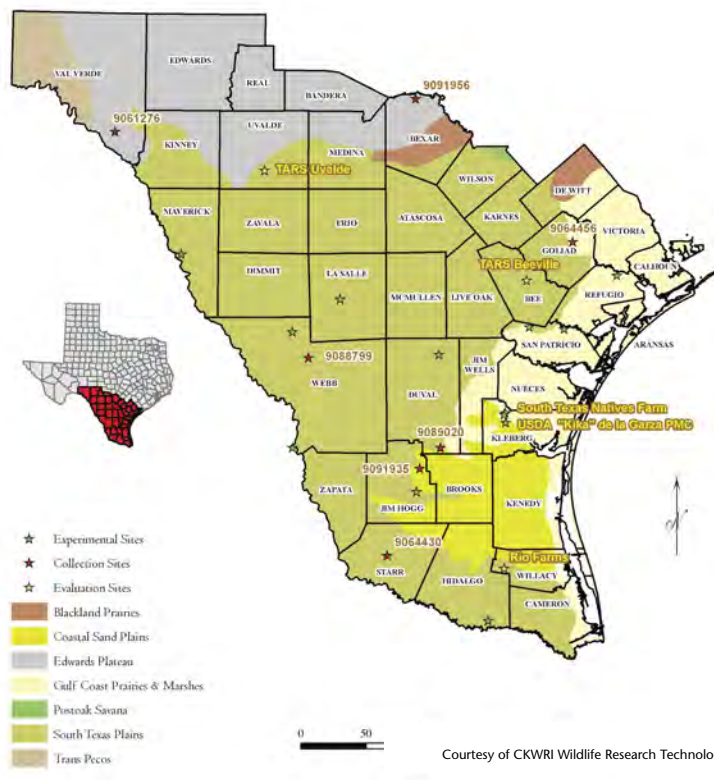 EDWARDS
VAL VERDE
REAL
BANDERA
9091956
9061276
UVALDE
BEXAR
KINNEY
MEDINA
TARS Uvalde
WILSON
DE WITT
MAVERICK
ZAVALA
FRIO
ATASCOSA
KARNES
9064456
VICTORIA
GOLIAD
CALHOUN
TARS Beeville
DIMMIT
LA SALLE
MCMULLEN
LIVE OAK
BEE
REFUGIO
SAN PATRICIO
ARANSAS
9088799
JIM WELLS
WEBB
NUECES
DUVAL
South Texas Natives Farm
USDA "Kika" de la Garza PMC
KLEBERG
9089020
9091935
ZAPATA
BROOKS
KENEDY
JIM HOGG
9064430
STARR
Rio Farms
HIDALGO
WILLACY
CAMERON
Experimental Sites
Collection Sites
Evaluation Sites
Blackland Prairies
Coastal Sand Plains
Edwards Plateau
Gulf Coast Prairies & Marshes
Postoak Savana
South Texas Plains
Trans Pecos
N
0 50
Courtesy of CKWRI Wildlife Research Technolo